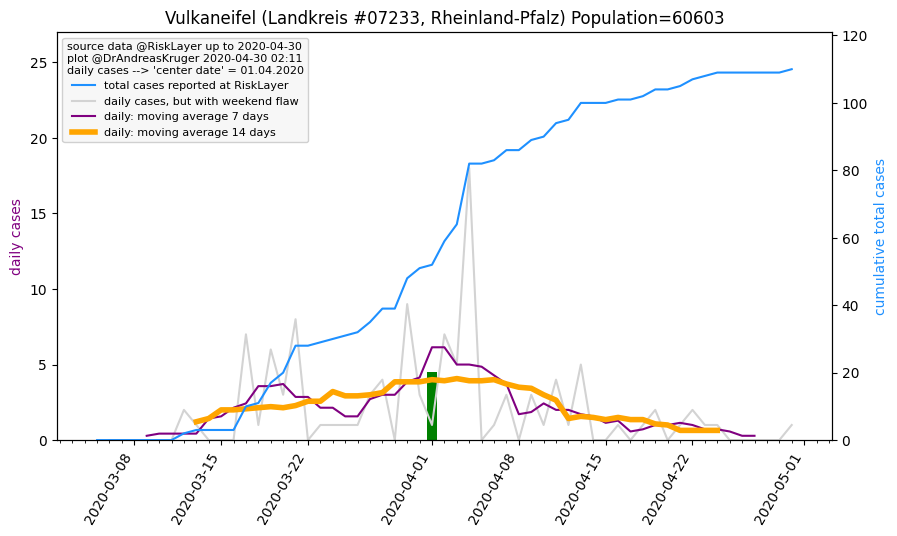 Vulkaneifel (Landkreis #07233, Rheinland-Pfalz) Population=60603
source data @RiskLayer up to 2020-04-30
plot @DrAndreasKruger 2020-04-30 02:11
daily cases --> 'center date' = 01.04.2020
total cases reported at RiskLayer
daily cases, but with weekend flaw
daily: moving average 7 days
daily: moving average 14 days
daily cases
25
20
15
10
5
0
cumulative total cases
120
100
80
60
40
20
0
2020-03-08
2020-03-15
2020-03-22
2020-04-01
2020-04-08
2020-04-15
2020-04-22
2020-05-01